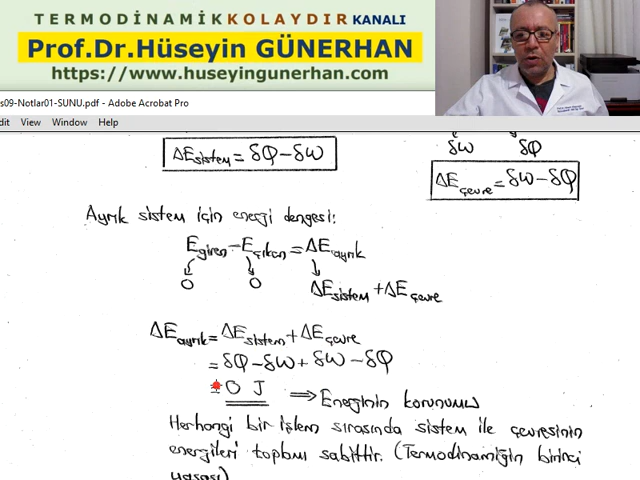 TERMODİNAMİKKOLAYDIR KANALI
Prof.Dr.Hüseyin GÜNERHAN
https://www.huseyingunerhan.com
s09-Notlar01-SUNU.pdf - Adobe Acrobat Pro
dit View Window Help
δW δQ
ΔEsistem = δQ - δW
ΔEçevre = δW - δQ
Ayrık sistem için enerji dengesi:
Egiren - Eçıkan = ΔEayrık
0 0 ΔEsistem + ΔEçevre
ΔEayrık = ΔEsistem + ΔEçevre
= δQ - δW + δW - δQ
= 0 J ⇒ Enerjinin korunumu
Herhangi bir işlem sırasında sistem ile çevresinin
enerjileri toplamı sabittir. (Termodinamiğin birinci
yasası)